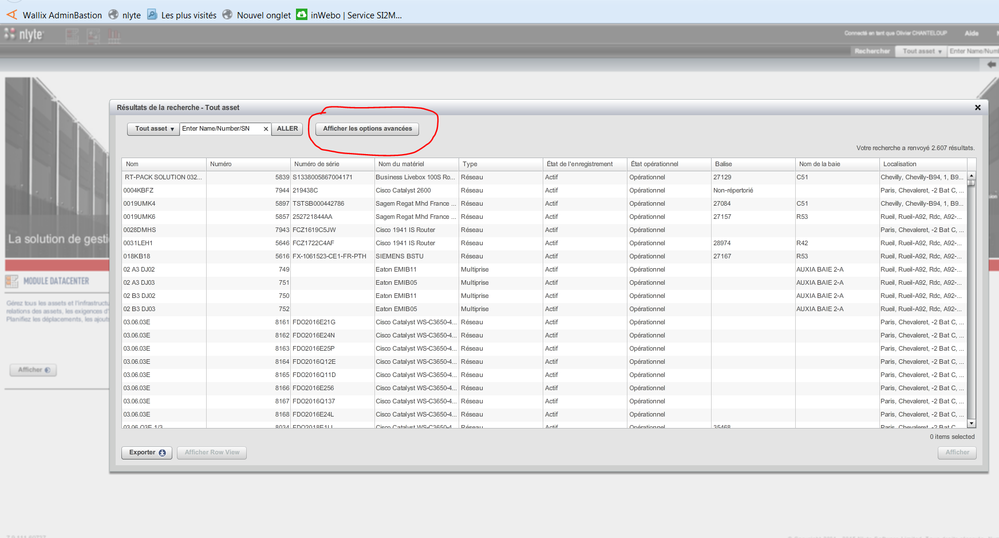 Wallix AdminBastion nlyte Les plus visités Nouvel onglet inWebo | Service SI2M...
nlyte
Connecté en tant que Olivier CHANTELOUP Aide
Rechercher Tout asset Enter Name/Num
La solution de gesti
MODULE DATACENTER
Gérez tous les assets et l'infrastructu
relations des assets, les exigences d'
Planifiez les déplacements, les ajouts
Afficher
Résultats de la recherche - Tout asset
Tout asset Enter Name/Number/SN ALLER Afficher les options avancées
Votre recherche a renvoyé 2.607 résultats.
Nom Numéro Numéro de série Nom du matériel Type État de l'enregistrement État opérationnel Balise Nom de la baie Localisation
RT-PACK SOLUTION 032... 5839 S1338005867004171 Business Livebox 100S Ro... Réseau Actif Opérationnel 27129 C51 Chevilly, Chevilly-B94, 1, B9...
0004KBFZ 7944 219438C Cisco Catalyst 2600 Réseau Actif Opérationnel Non-répertorié Paris, Chevaleret, -2 Bat C, ...
0019UMK4 5897 TSTSB000442786 Sagem Regat Mhd France ... Réseau Actif Opérationnel 27084 C51 Chevilly, Chevilly-B94, 1, B9...
0019UMK6 5857 252721844AA Sagem Regat Mhd France ... Réseau Actif Opérationnel 27157 R53 Rueil, Rueil-A92, Rdc, A92-...
0028DMHS 7943 FCZ1619C5JW Cisco 1941 IS Router Réseau Actif Opérationnel Paris, Chevaleret, -2 Bat C, ...
0031LEH1 5646 FCZ1722C4AF Cisco 1941 IS Router Réseau Actif Opérationnel 28974 R42 Rueil, Rueil-A92, Rdc, A92-...
018KB18 5616 FX-1061523-CE1-FR-PTH SIEMENS BSTU Réseau Actif Opérationnel 27167 R53 Rueil, Rueil-A92, Rdc, A92-...
02 A3 DJ02 749 Eaton EMIB11 Multiprise Actif Opérationnel AUXIA BAIE 2-A Rueil, Rueil-A92, Rdc, A92-...
02 A3 DJ03 751 Eaton EMIB05 Multiprise Actif Opérationnel AUXIA BAIE 2-A Rueil, Rueil-A92, Rdc, A92-...
02 B3 DJ02 750 Eaton EMIB11 Multiprise Actif Opérationnel AUXIA BAIE 2-A Rueil, Rueil-A92, Rdc, A92-...
02 B3 DJ03 752 Eaton EMIB05 Multiprise Actif Opérationnel AUXIA BAIE 2-A Rueil, Rueil-A92, Rdc, A92-...
03.06.03E 8161 FDO2016E21G Cisco Catalyst WS-C3650-4... Réseau Actif Opérationnel Paris, Chevaleret, -2 Bat C, ...
03.06.03E 8162 FDO2016E24N Cisco Catalyst WS-C3650-4... Réseau Actif Opérationnel Paris, Chevaleret, -2 Bat C, ...
03.06.03E 8163 FDO2016E25P Cisco Catalyst WS-C3650-4... Réseau Actif Opérationnel Paris, Chevaleret, -2 Bat C, ...
03.06.03E 8164 FDO2016Q12E Cisco Catalyst WS-C3650-4... Réseau Actif Opérationnel Paris, Chevaleret, -2 Bat C, ...
03.06.03E 8165 FDO2016Q11D Cisco Catalyst WS-C3650-4... Réseau Actif Opérationnel Paris, Chevaleret, -2 Bat C, ...
03.06.03E 8166 FDO2016E256 Cisco Catalyst WS-C3650-4... Réseau Actif Opérationnel Paris, Chevaleret, -2 Bat C, ...
03.06.03E 8167 FDO2016Q137 Cisco Catalyst WS-C3650-4... Réseau Actif Opérationnel Paris, Chevaleret, -2 Bat C, ...
03.06.03E 8168 FDO2016E24L Cisco Catalyst WS-C3650-4... Réseau Actif Opérationnel Paris, Chevaleret, -2 Bat C, ...
03.06.O3E 1/3 8034 Cisco Catalyst WS-C3650-4... Réseau Actif Opérationnel 35468 Paris, Chevaleret, -2 Bat C, ...
0 items selected
Exporter Afficher Row View Afficher